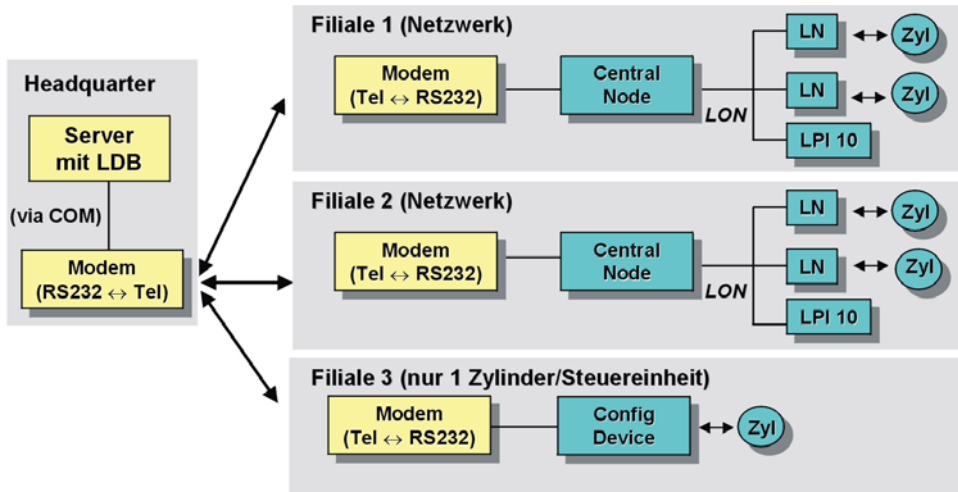 Headquarter
Server
mit LDB
(via COM)
Modem
(RS232 ↔ Tel)
Filiale 1 (Netzwerk)
Modem
(Tel ↔ RS232)
Central
Node
LON
LN
Zyl
LN
Zyl
LPI 10
Filiale 2 (Netzwerk)
Modem
(Tel ↔ RS232)
Central
Node
LON
LN
Zyl
LN
Zyl
LPI 10
Filiale 3 (nur 1 Zylinder/Steuereinheit)
Modem
(Tel ↔ RS232)
Config
Device
Zyl